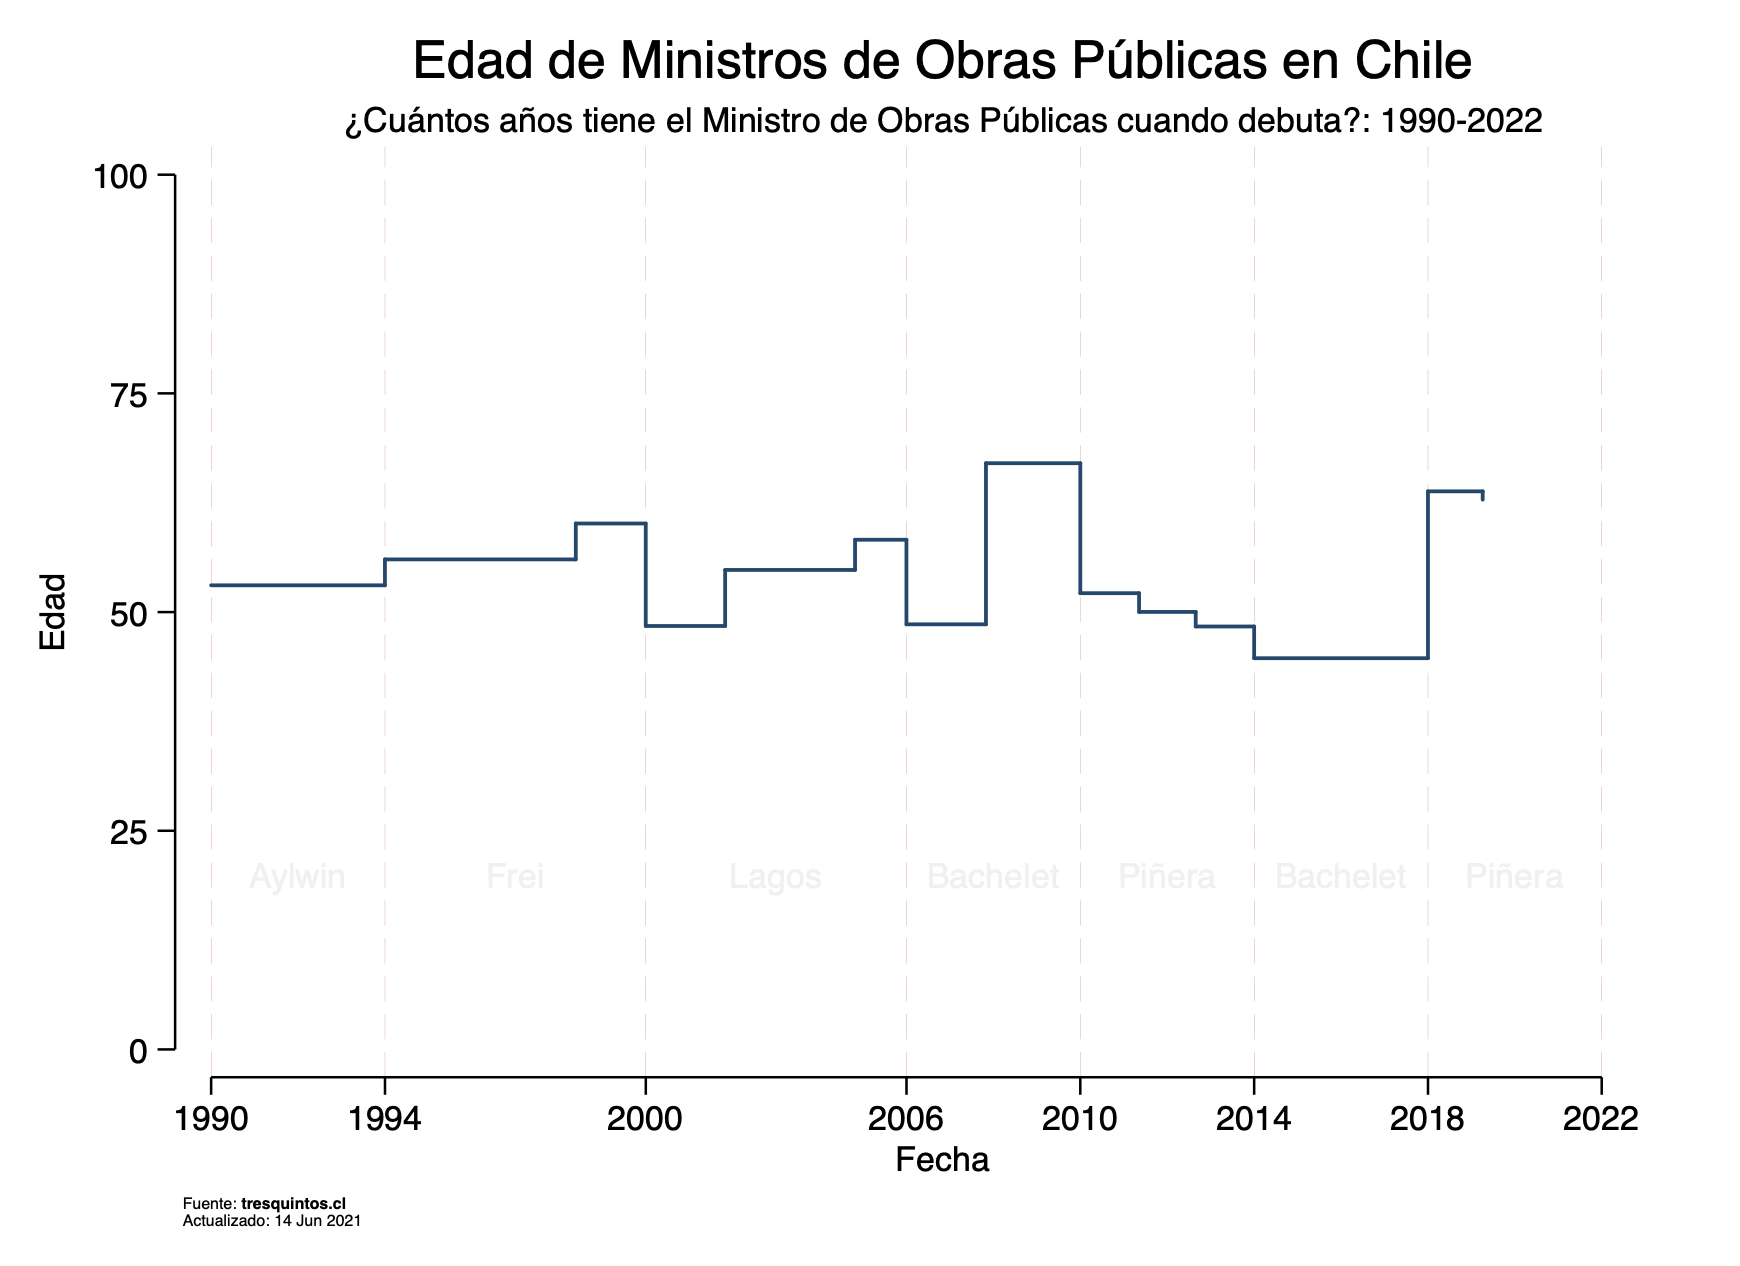 Edad de Ministros de Obras Públicas en Chile
¿Cuántos años tiene el Ministro de Obras Públicas cuando debuta?: 1990-2022
100
75
50
25
0
Edad
Aylwin Frei Lagos Bachelet Piñera Bachelet Piñera
1990 1994 2000 2006 2010 2014 2018 2022
Fecha
Fuente: tresquintos.cl
Actualizado: 14 Jun 2021